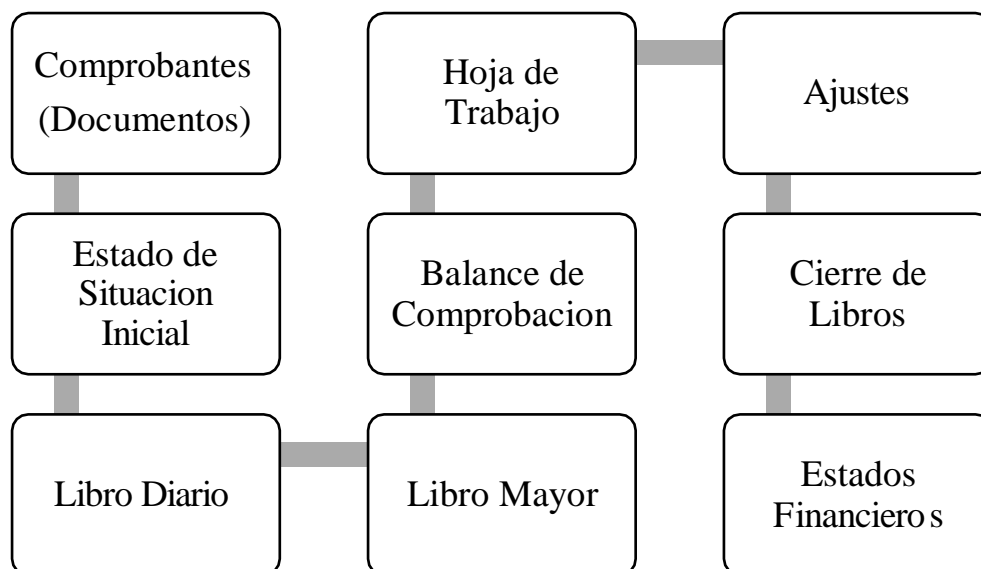 Comprobantes
(Documentos)
Estado de
Situacion
Inicial
Libro Diario
Libro Mayor
Balance de
Comprobacion
Hoja de
Trabajo
Ajustes
Cierre de
Libros
Estados
Financieros